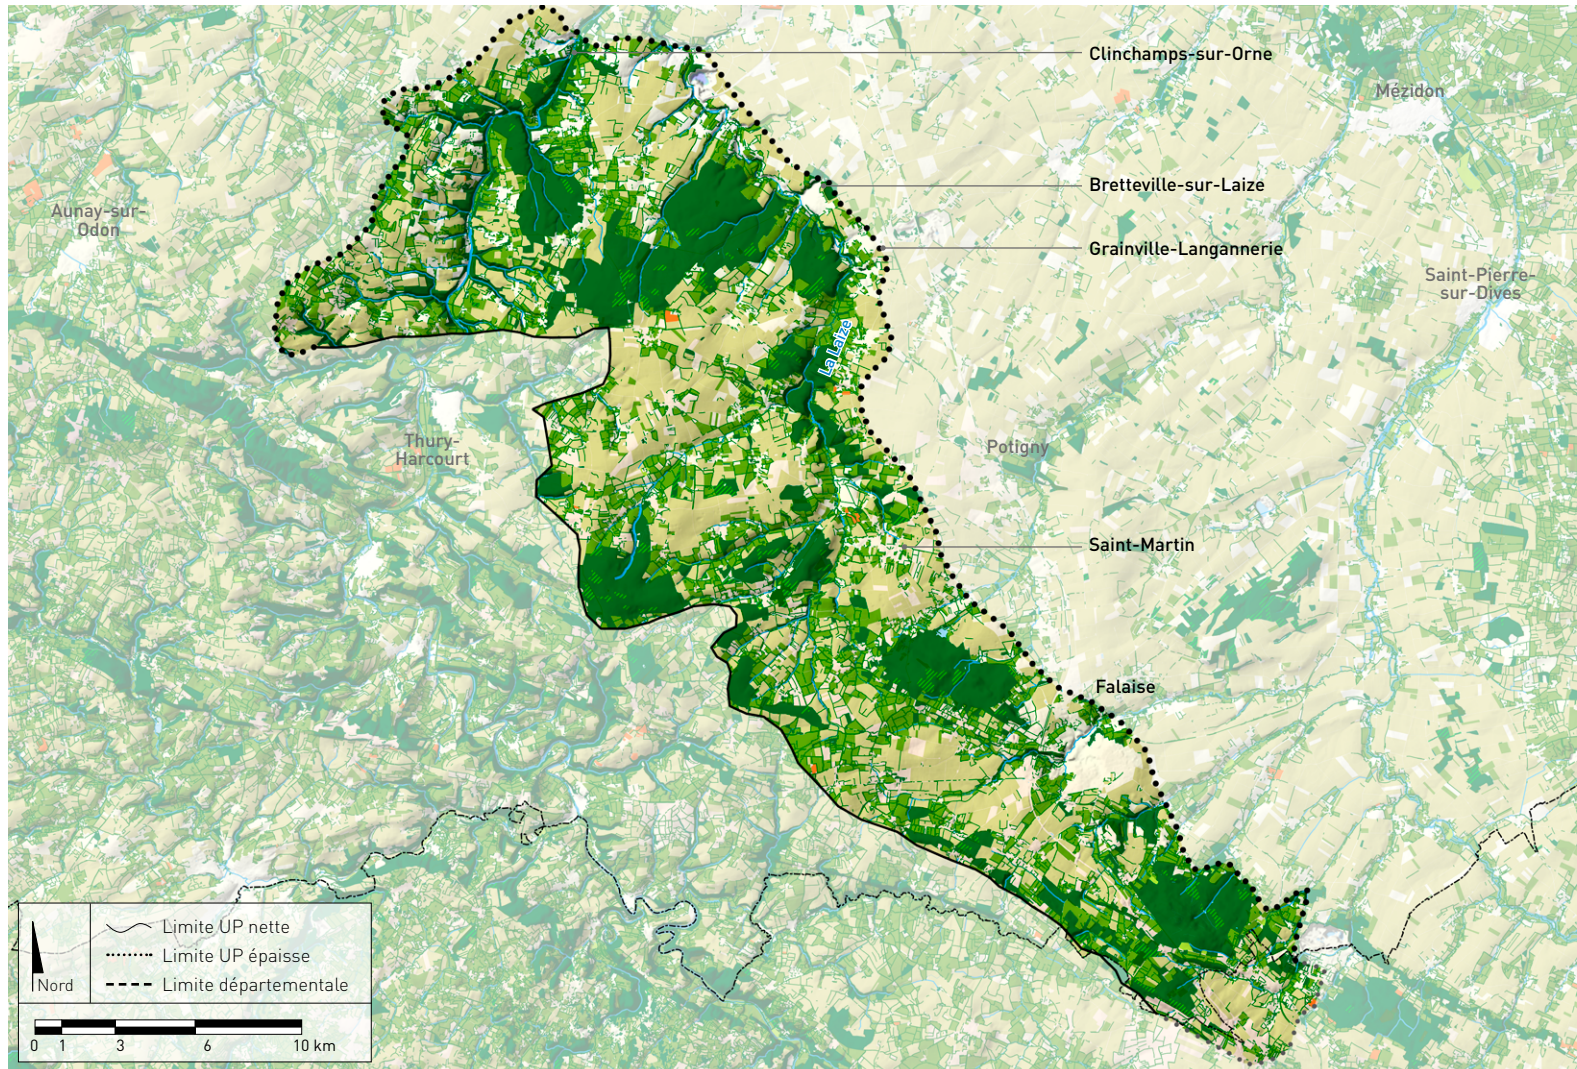 Clinchamps-sur-Orne
Mézidon
Bretteville-sur-Laize
Aunay-sur-
Odon
Grainville-Langannerie
Saint-Pierre-
sur-Dives
La Laize
Thury-
Harcourt
Potigny
Saint-Martin
Falaise
Limite UP nette
Limite UP épaisse
Limite départementale
Nord
0 1 3 6 10 km